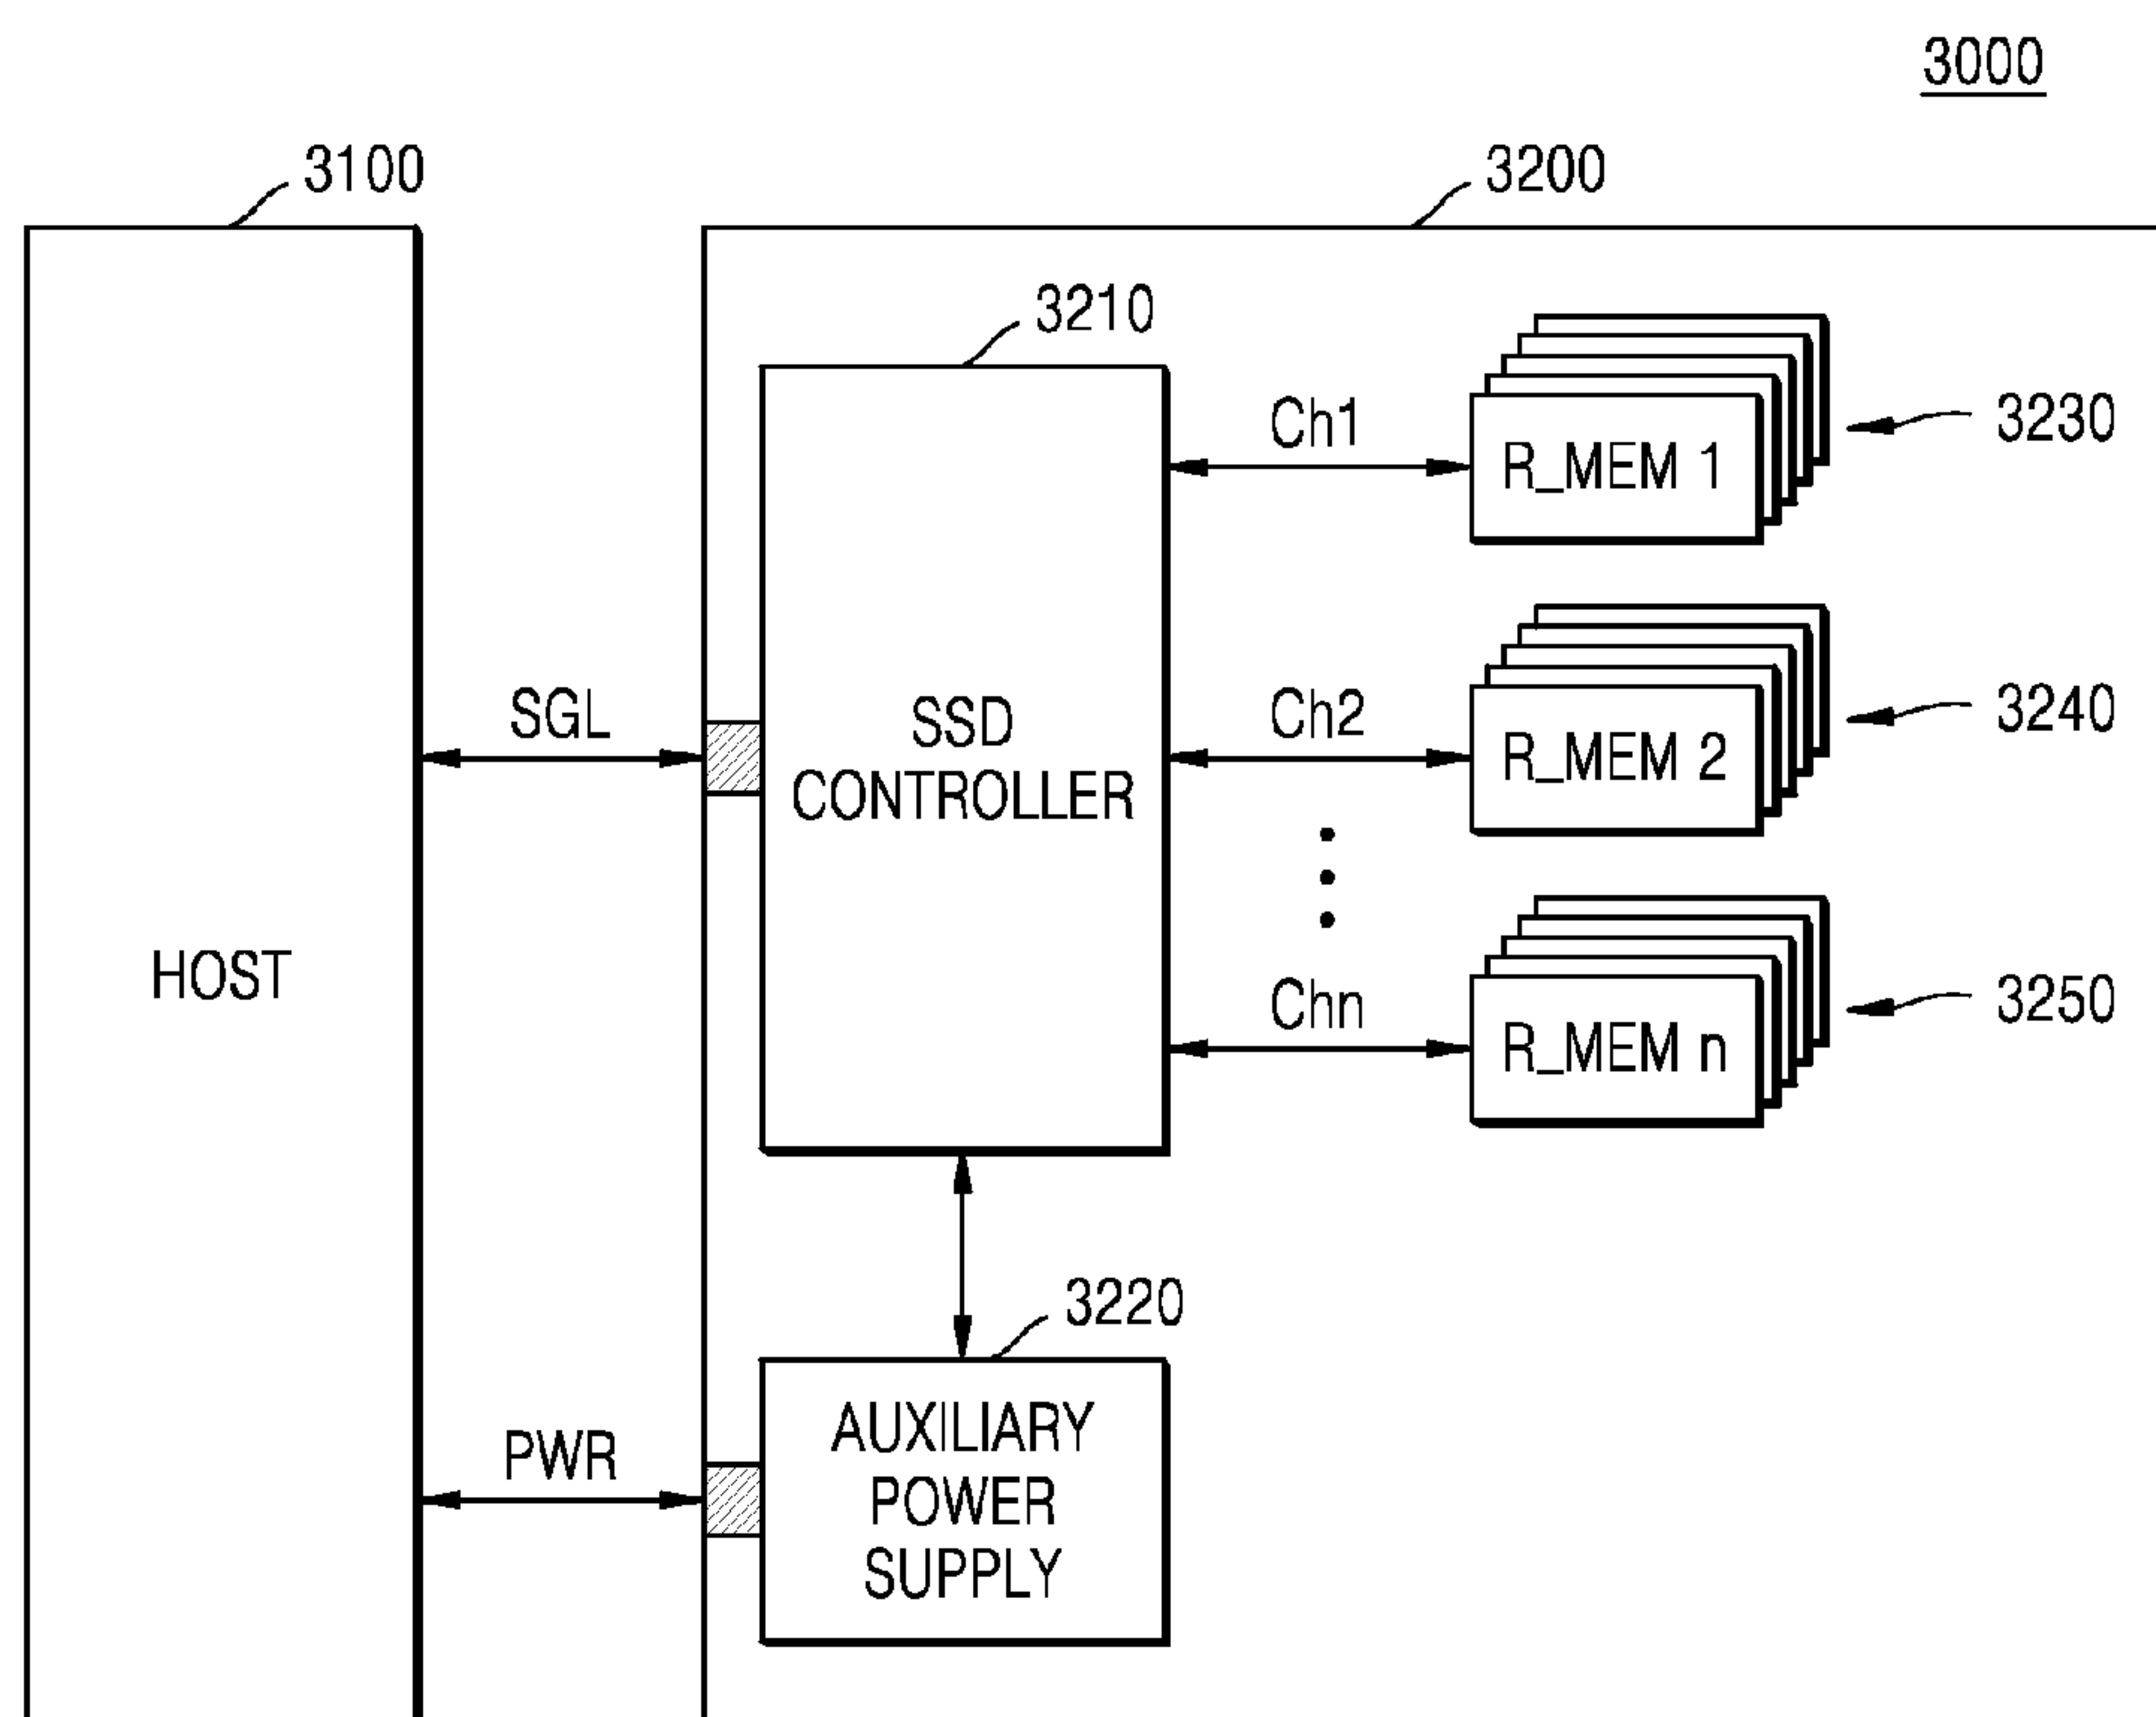 3000
3100
3200
3210
Ch1
R_MEM 1
3230
SGL
SSD
CONTROLLER
Ch2
R_MEM 2
3240
HOST
Chn
R_MEM n
3250
3220
PWR
AUXILIARY
POWER
SUPPLY